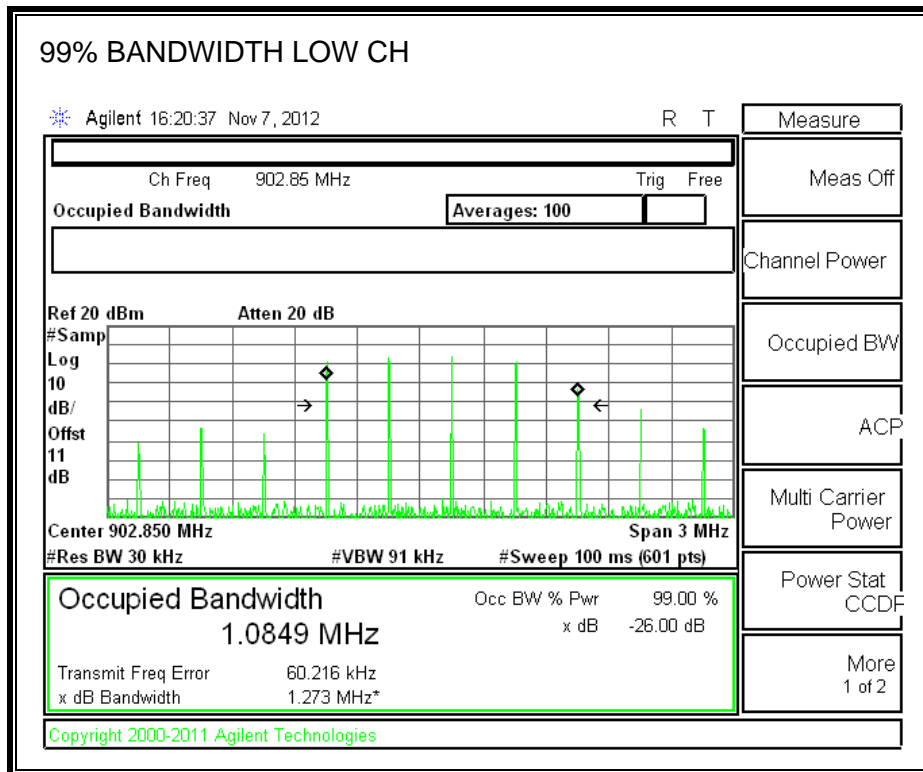 99% BANDWIDTH LOW CH
Agilent 16:20:37 Nov 7, 2012 R T
Ch Freq 902.85 MHz Trig Free
Occupied Bandwidth Averages: 100
Ref 20 dBm Atten 20 dB
#Samp
Log
10
dB/
Offst
11
dB
Center 902.850 MHz Span 3 MHz
#Res BW 30 kHz #VBW 91 kHz #Sweep 100 ms (601 pts)
Occupied Bandwidth Occ BW % Pwr 99.00 %
1.0849 MHz x dB -26.00 dB
Transmit Freq Error 60.216 kHz
x dB Bandwidth 1.273 MHz*
Copyright 2000-2011 Agilent Technologies
Measure
Meas Off
Channel Power
Occupied BW
ACP
Multi Carrier
Power
Power Stat
CCDF
More
1 of 2